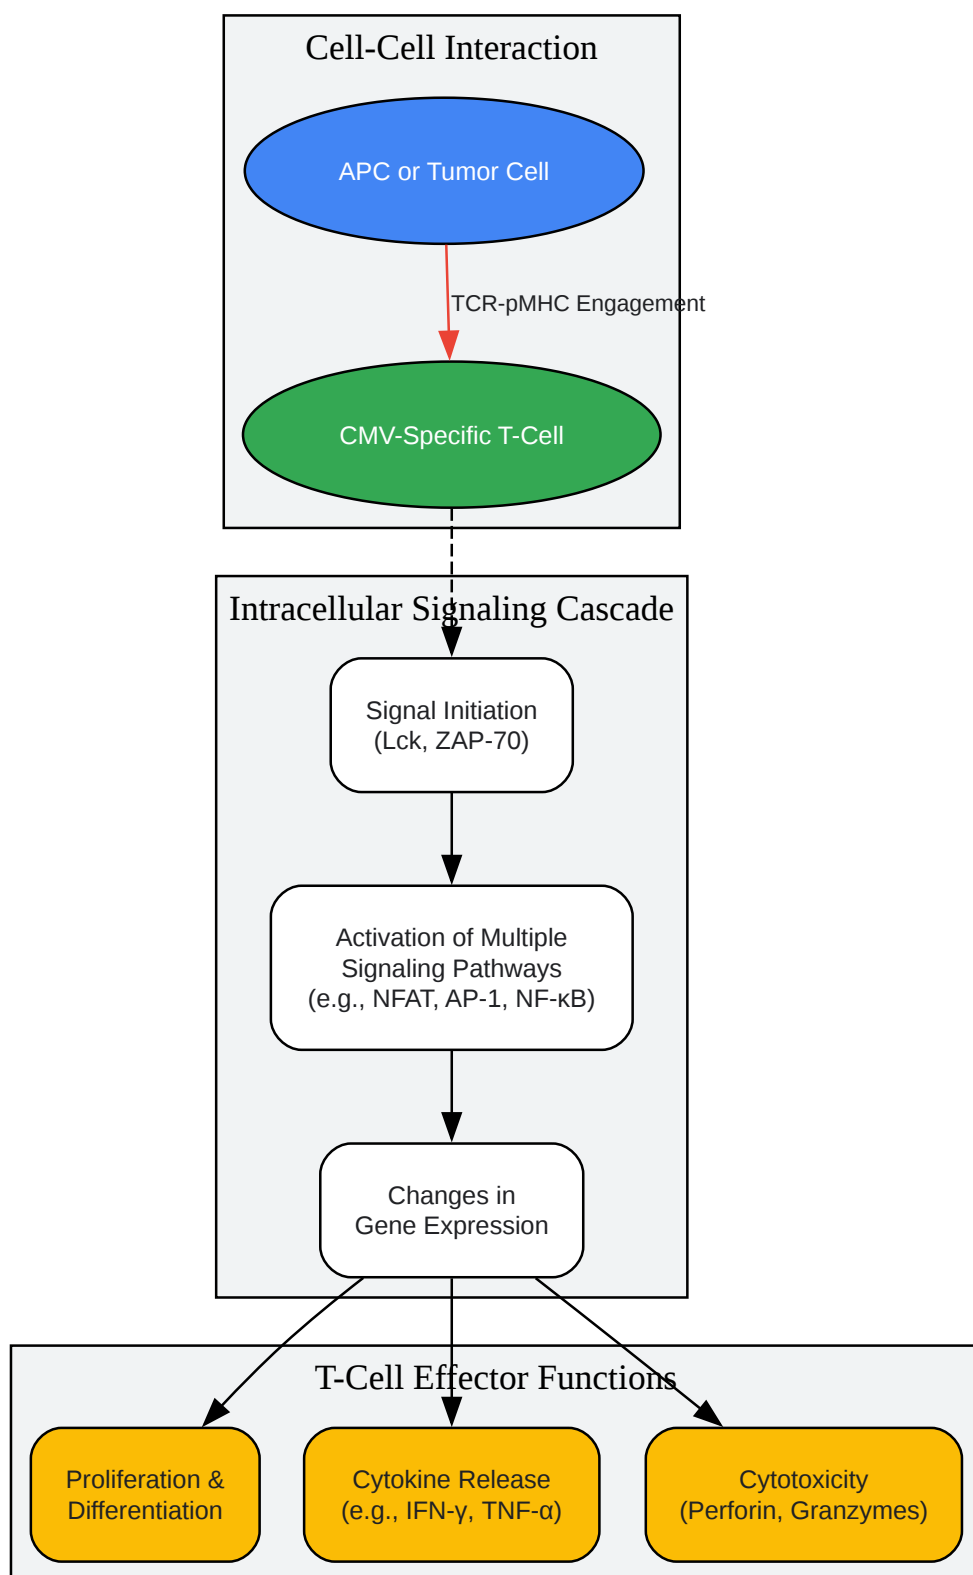 Cell-Cell Interaction
APC or Tumor Cell
TCR-pMHC Engagement
CMV-Specific T-Cell
Intracellular Signaling Cascade
Signal Initiation
(Lck, ZAP-70)
Activation of Multiple
Signaling Pathways
(e.g., NFAT, AP-1, NF-κB)
Changes in
Gene Expression
T-Cell Effector Functions
Proliferation &
Differentiation
Cytokine Release
(e.g., IFN-γ, TNF-α)
Cytotoxicity
(Perforin, Granzymes)